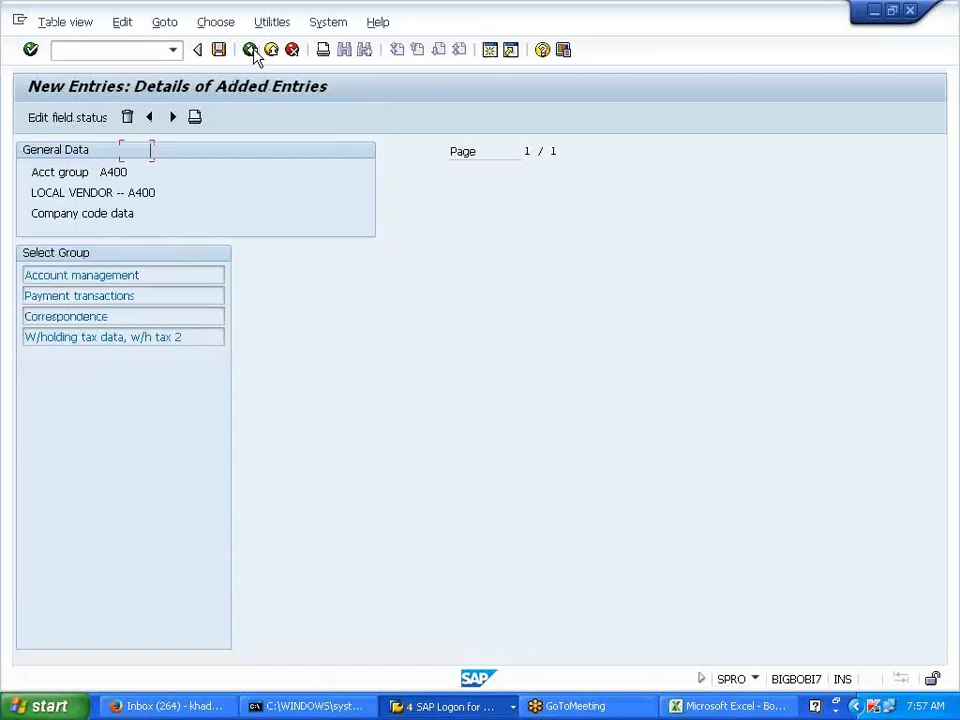 Table view Edit Goto Choose Utilities System Help
New Entries: Details of Added Entries
Edit field status
General Data
Page 1 / 1
Acct group A400
LOCAL VENDOR -- A400
Company code data
Select Group
Account management
Payment transactions
Correspondence
W/holding tax data, w/h tax 2
SAP
SPRO BIGBOBI7 INS
start Inbox (264) - khad... C:\WINDOWS\syst... 4 SAP Logon for ... GoToMeeting Microsoft Excel - Bo... 7:57 AM